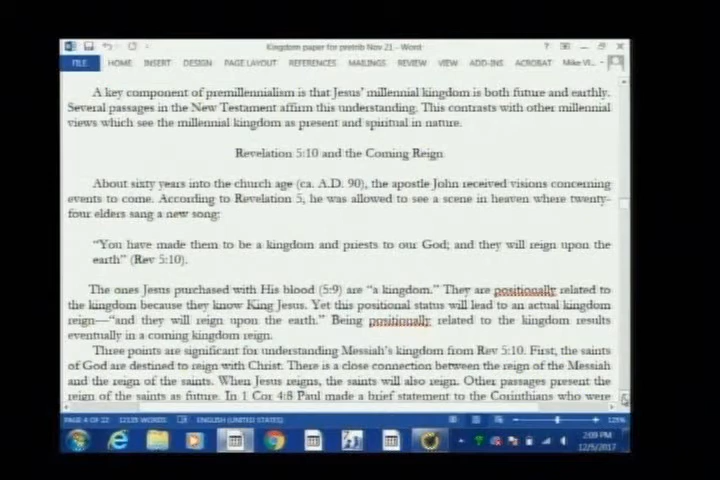 Kingdom paper for pretrib Nov 21 - Word
FILE HOME INSERT DESIGN PAGE LAYOUT REFERENCES MAILINGS REVIEW VIEW ADD-INS ACROBAT Mike Vl...
A key component of premillennialism is that Jesus' millennial kingdom is both future and earthly.
Several passages in the New Testament affirm this understanding. This contrasts with other millennial
views which see the millennial kingdom as present and spiritual in nature.
Revelation 5:10 and the Coming Reign
About sixty years into the church age (ca. A.D. 90), the apostle John received visions concerning
events to come. According to Revelation 5, he was allowed to see a scene in heaven where twenty-
four elders sang a new song:
“You have made them to be a kingdom and priests to our God; and they will reign upon the
earth” (Rev 5:10).
The ones Jesus purchased with His blood (5:9) are “a kingdom.” They are positionally related to
the kingdom because they know King Jesus. Yet this positional status will lead to an actual kingdom
reign—“and they will reign upon the earth.” Being positionally related to the kingdom results
eventually in a coming kingdom reign.
Three points are significant for understanding Messiah's kingdom from Rev 5:10. First, the saints
of God are destined to reign with Christ. There is a close connection between the reign of the Messiah
and the reign of the saints. When Jesus reigns, the saints will also reign. Other passages present the
reign of the saints as future. In 1 Cor 4:8 Paul made a brief statement to the Corinthians who were
PAGE 4 OF 22 12135 WORDS ENGLISH (UNITED STATES) 125%
2:09 PM
12/5/2017